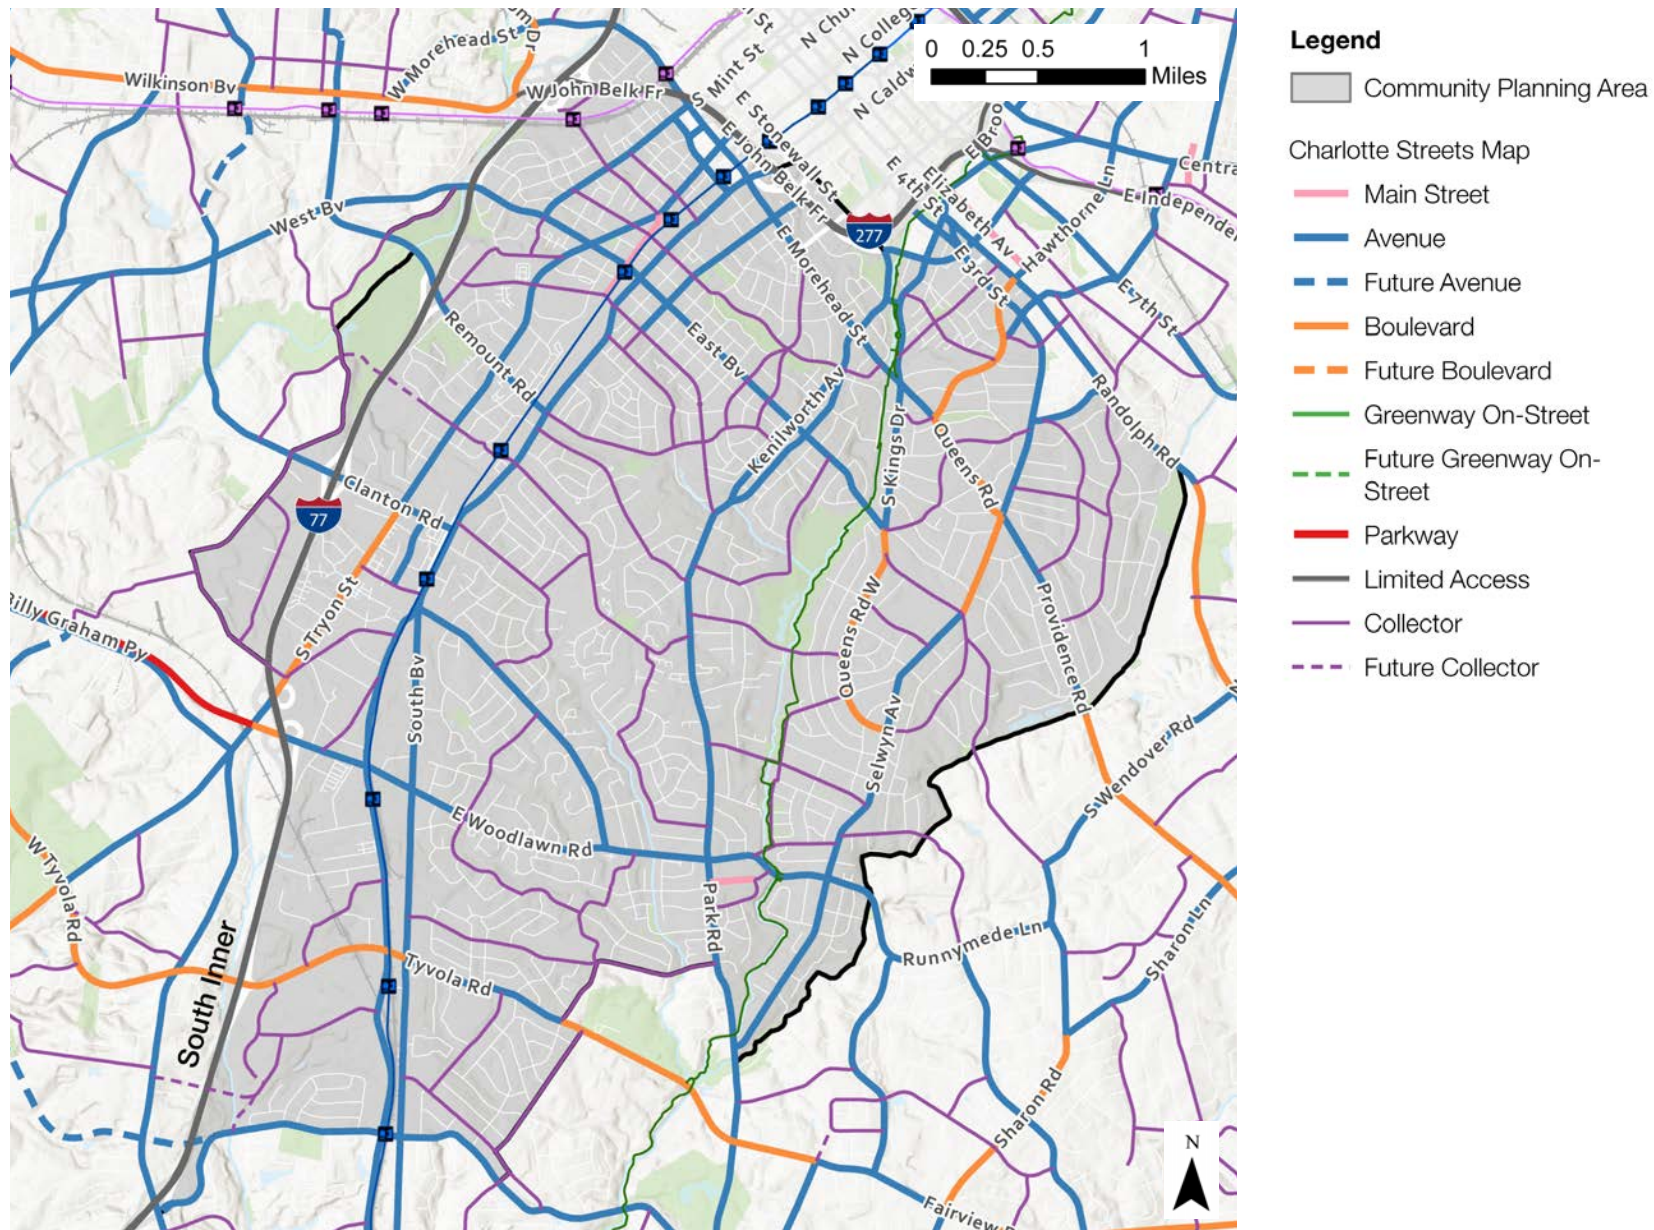 Wilkinson Bv
W Morehead St
W John Belk Fr
S Mint St
N College
N Caldw
E Stonewall St
E John Belk Fr
E 4th St
Elizabeth Av
E Broo
Hawthorne Ln
Centra
E Independe
West Bv
277
E 3rd St
E 7th St
E Morehead St
Remount Rd
East Bv
Kenilworth Av
S Kings Dr
Queens Rd
Randolph Rd
Clanton Rd
77
S Tryon St
Billy Graham Py
Queens Rd W
Providence Rd
South Bv
Selwyn Av
S Wendover Rd
E Woodlawn Rd
W Tyvola Rd
Park Rd
Runnymede Ln
Sharon Ln
Tyvola Rd
South Inner
Sharon Rd
Fairview
0 0.25 0.5 1
Miles
N
Legend
Community Planning Area
Charlotte Streets Map
Main Street
Avenue
Future Avenue
Boulevard
Future Boulevard
Greenway On-Street
Future Greenway On-
Street
Parkway
Limited Access
Collector
Future Collector